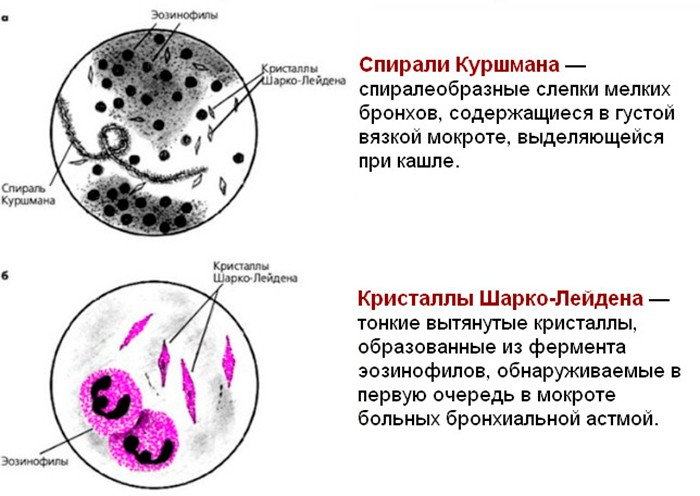 а
Эозинофилы
Кристаллы
Шарко-Лейдена
Спираль
Куршмана
Спирали Куршмана —
спиралеобразные слепки мелких
бронхов, содержащиеся в густой
вязкой мокроте, выделяющейся
при кашле.
б
Кристаллы
Шарко-Лейдена
Эозинофилы
Кристаллы Шарко-Лейдена —
тонкие вытянутые кристаллы,
образованные из фермента
эозинофилов, обнаруживаемые в
первую очередь в мокроте
больных бронхиальной астмой.